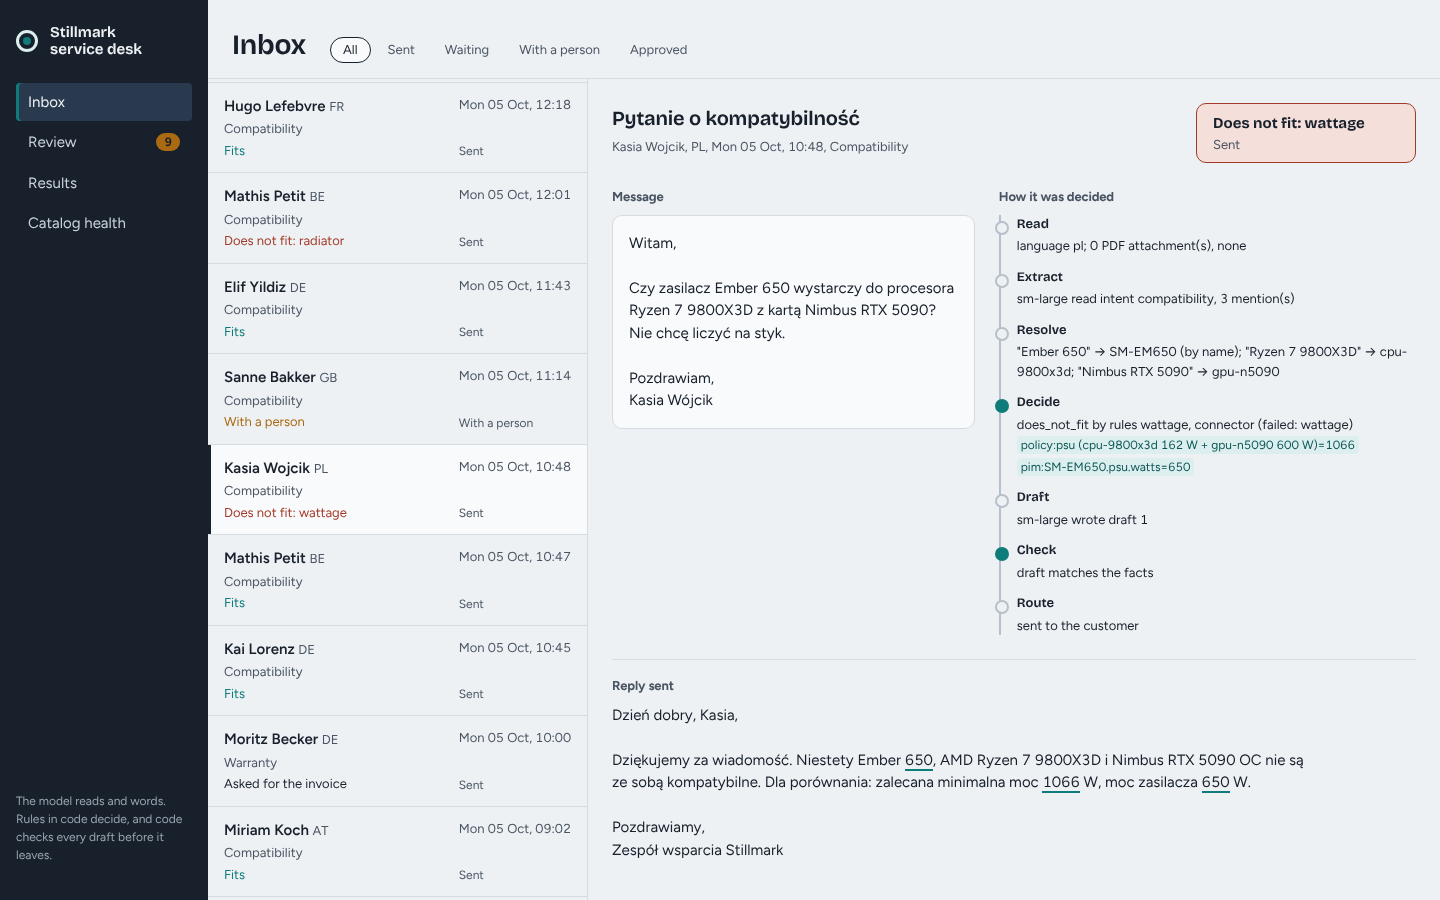 Stillmark
service desk
Inbox
Review 9
Results
Catalog health
The model reads and words.
Rules in code decide, and code
checks every draft before it
leaves.
Inbox
All Sent Waiting With a person Approved
Hugo Lefebvre FR Mon 05 Oct, 12:18
Compatibility
Fits Sent
Mathis Petit BE Mon 05 Oct, 12:01
Compatibility
Does not fit: radiator Sent
Elif Yildiz DE Mon 05 Oct, 11:43
Compatibility
Fits Sent
Sanne Bakker GB Mon 05 Oct, 11:14
Compatibility
With a person With a person
Kasia Wojcik PL Mon 05 Oct, 10:48
Compatibility
Does not fit: wattage Sent
Mathis Petit BE Mon 05 Oct, 10:47
Compatibility
Fits Sent
Kai Lorenz DE Mon 05 Oct, 10:45
Compatibility
Fits Sent
Moritz Becker DE Mon 05 Oct, 10:00
Warranty
Asked for the invoice Sent
Miriam Koch AT Mon 05 Oct, 09:02
Compatibility
Fits Sent
Pytanie o kompatybilność
Kasia Wojcik, PL, Mon 05 Oct, 10:48, Compatibility
Does not fit: wattage
Sent
Message
Witam,
Czy zasilacz Ember 650 wystarczy do procesora
Ryzen 7 9800X3D z kartą Nimbus RTX 5090?
Nie chcę liczyć na styk.
Pozdrawiam,
Kasia Wójcik
How it was decided
Read
language pl; 0 PDF attachment(s), none
Extract
sm-large read intent compatibility, 3 mention(s)
Resolve
"Ember 650" → SM-EM650 (by name); "Ryzen 7 9800X3D" → cpu-
9800x3d; "Nimbus RTX 5090" → gpu-n5090
Decide
does_not_fit by rules wattage, connector (failed: wattage)
policy:psu (cpu-9800x3d 162 W + gpu-n5090 600 W)=1066
pim:SM-EM650.psu.watts=650
Draft
sm-large wrote draft 1
Check
draft matches the facts
Route
sent to the customer
Reply sent
Dzień dobry, Kasia,
Dziękujemy za wiadomość. Niestety Ember 650, AMD Ryzen 7 9800X3D i Nimbus RTX 5090 OC nie są
ze sobą kompatybilne. Dla porównania: zalecana minimalna moc 1066 W, moc zasilacza 650 W.
Pozdrawiamy,
Zespół wsparcia Stillmark